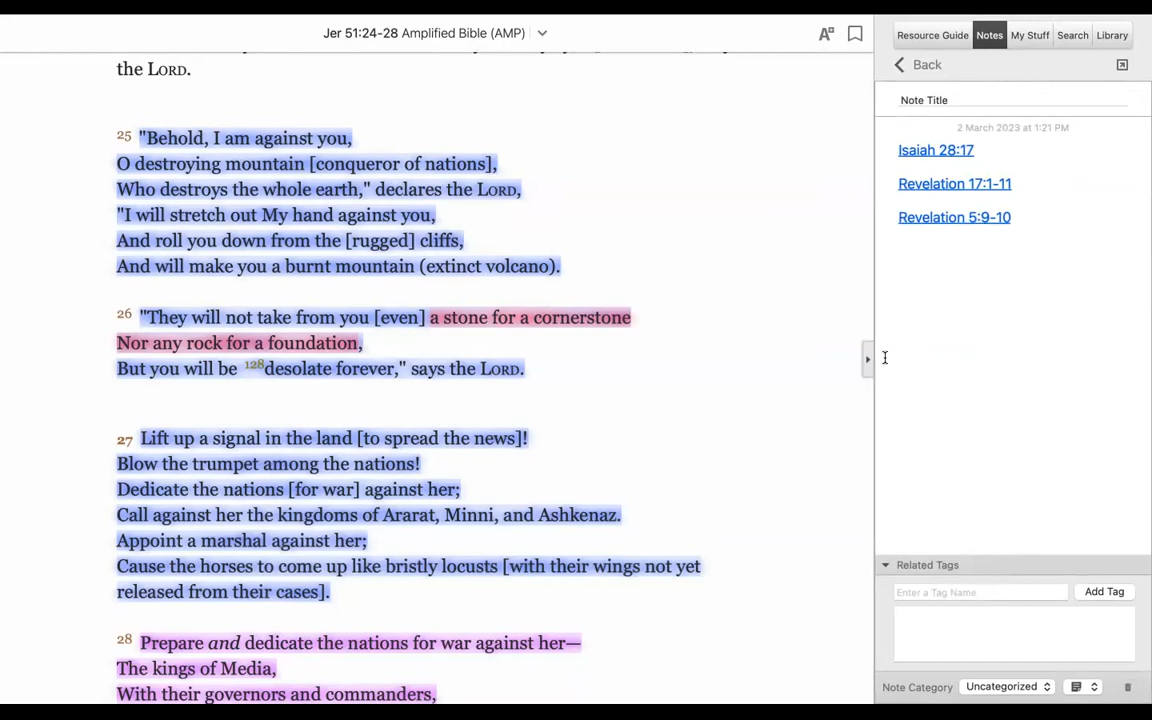 Jer 51:24-28 Amplified Bible (AMP)
the LORD.
25 "Behold, I am against you,
O destroying mountain [conqueror of nations],
Who destroys the whole earth," declares the LORD,
"I will stretch out My hand against you,
And roll you down from the [rugged] cliffs,
And will make you a burnt mountain (extinct volcano).
26 "They will not take from you [even] a stone for a cornerstone
Nor any rock for a foundation,
But you will be 128desolate forever," says the LORD.
27 Lift up a signal in the land [to spread the news]!
Blow the trumpet among the nations!
Dedicate the nations [for war] against her;
Call against her the kingdoms of Ararat, Minni, and Ashkenaz.
Appoint a marshal against her;
Cause the horses to come up like bristly locusts [with their wings not yet
released from their cases].
28 Prepare and dedicate the nations for war against her—
The kings of Media,
With their governors and commanders,
Resource Guide Notes My Stuff Search Library
Back
Note Title
2 March 2023 at 1:21 PM
Isaiah 28:17
Revelation 17:1-11
Revelation 5:9-10
Related Tags
Enter a Tag Name Add Tag
Note Category Uncategorized